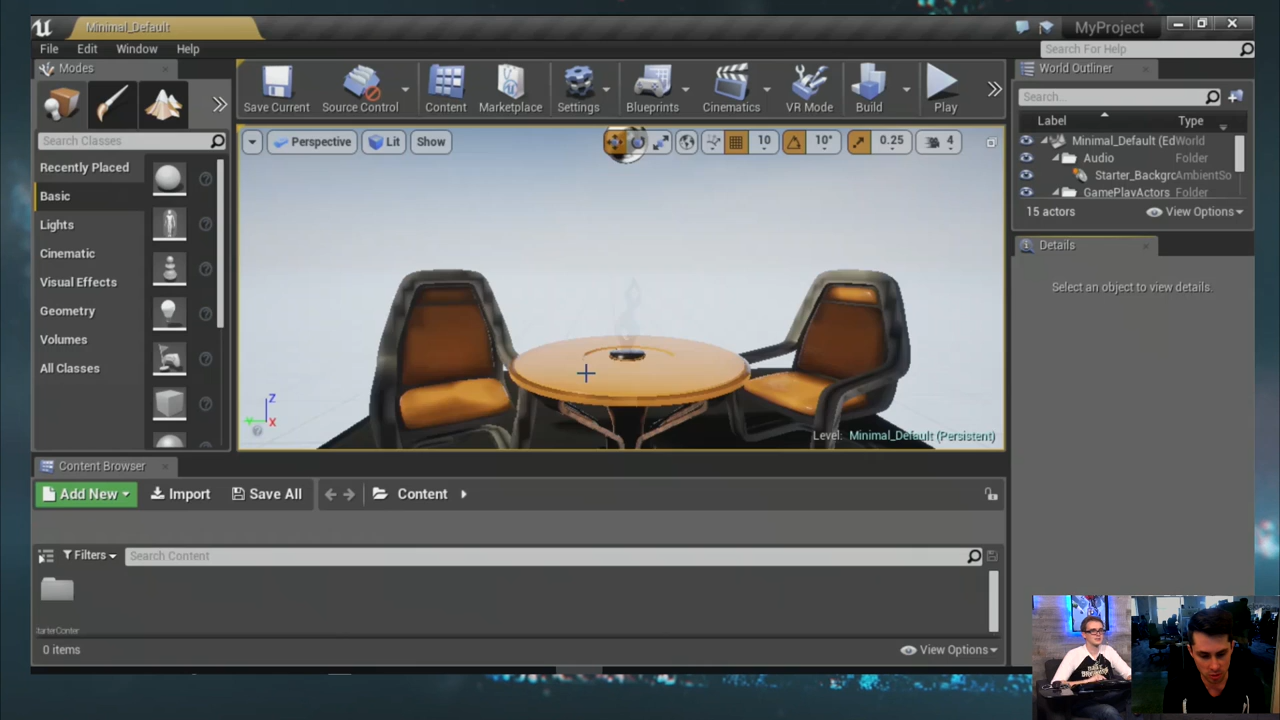 Minimal_Default
MyProject
File Edit Window Help
Search For Help
Modes
World Outliner
Save Current
Source Control
Content
Marketplace
Settings
Blueprints
Cinematics
VR Mode
Build
Play
Search...
Label Type
Search Classes
Perspective
Lit
Show
10
10°
0.25
4
Minimal_Default (Ed World
Audio Folder
Starter_Backgrc AmbientSo
GamePlayActors Folder
15 actors
View Options
Recently Placed
Basic
Lights
Cinematic
Visual Effects
Geometry
Volumes
All Classes
Details
Select an object to view details.
Z
Y
X
Level: Minimal_Default (Persistent)
Content Browser
Add New
Import
Save All
Content
Filters
Search Content
StarterConter
0 items
View Options